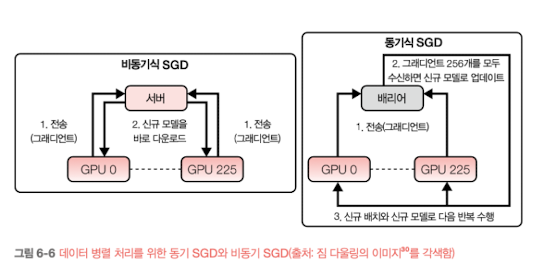 비동기식 SGD
서버
1. 전송
(그래디언트)
2. 신규 모델을
바로 다운로드
1. 전송
(그래디언트)
GPU 0
GPU 225
동기식 SGD
2. 그래디언트 256개를 모두
수신하면 신규 모델로 업데이트
배리어
1. 전송(그래디언트)
GPU 0
GPU 225
3. 신규 배치와 신규 모델로 다음 반복 수행
그림 6-6 데이터 병렬 처리를 위한 동기 SGD와 비동기 SGD(출처: 짐 다울링의 이미지30를 각색함)